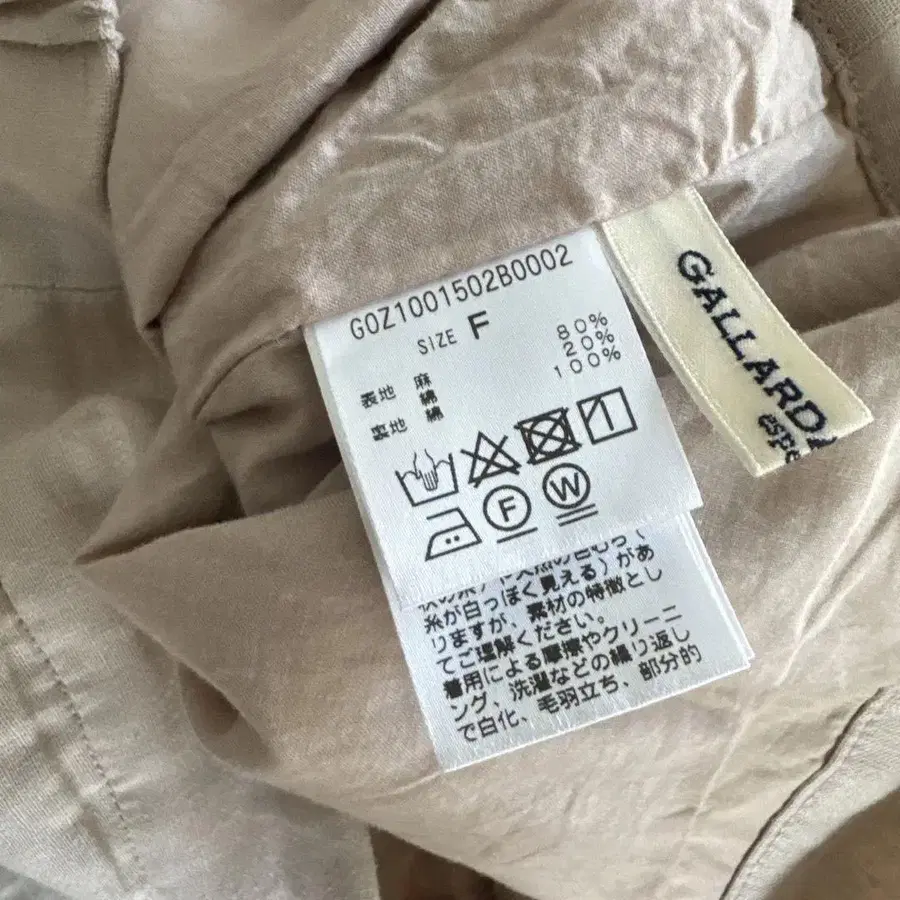 G0Z1001502B0002
SIZE F
表地 麻 80%
綿 20%
裏地 綿 100%
F
W
糸が白っぽく見える)があ
りますが、素材の特徴とし
てご理解ください。
着用による摩擦やクリーニ
ング、洗濯などの繰り返し
で白化、毛羽立ち、部分的
GALLARDA
espe